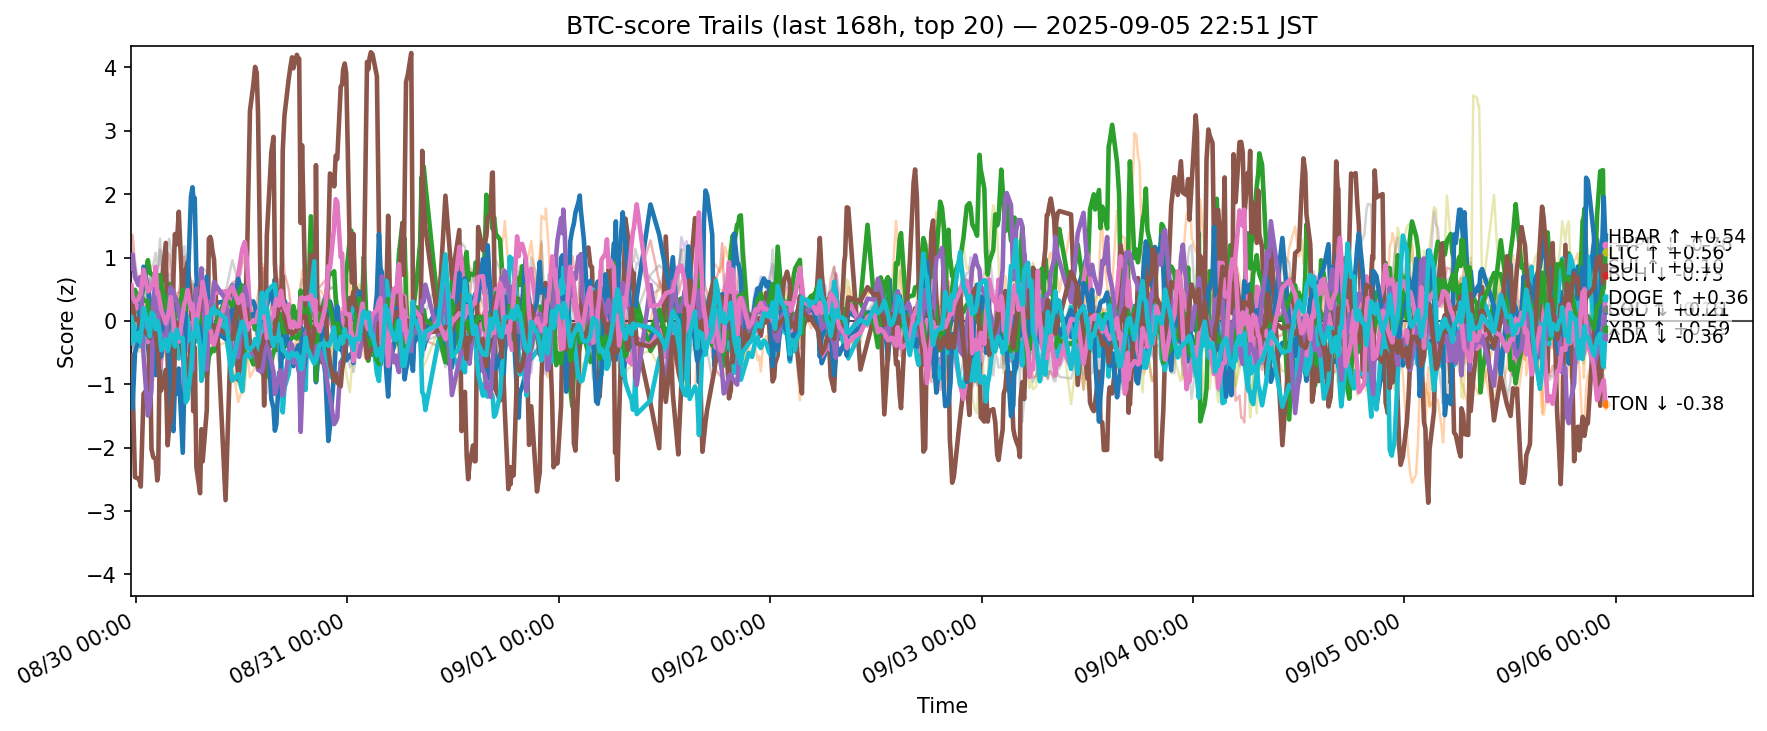 BTC-score Trails (last 168h, top 20) — 2025-09-05 22:51 JST
Score (z)
4
3
2
1
0
−1
−2
−3
−4
HBAR ↑ +0.54
LTC ↑ +0.56
SUI ↑ +0.10
BCH ↓ -0.73
DOGE ↑ +0.36
SOL
XRP
ADA ↓ -0.36
TON ↓ -0.38
08/30 00:00
08/31 00:00
09/01 00:00
09/02 00:00
09/03 00:00
09/04 00:00
09/05 00:00
09/06 00:00
Time